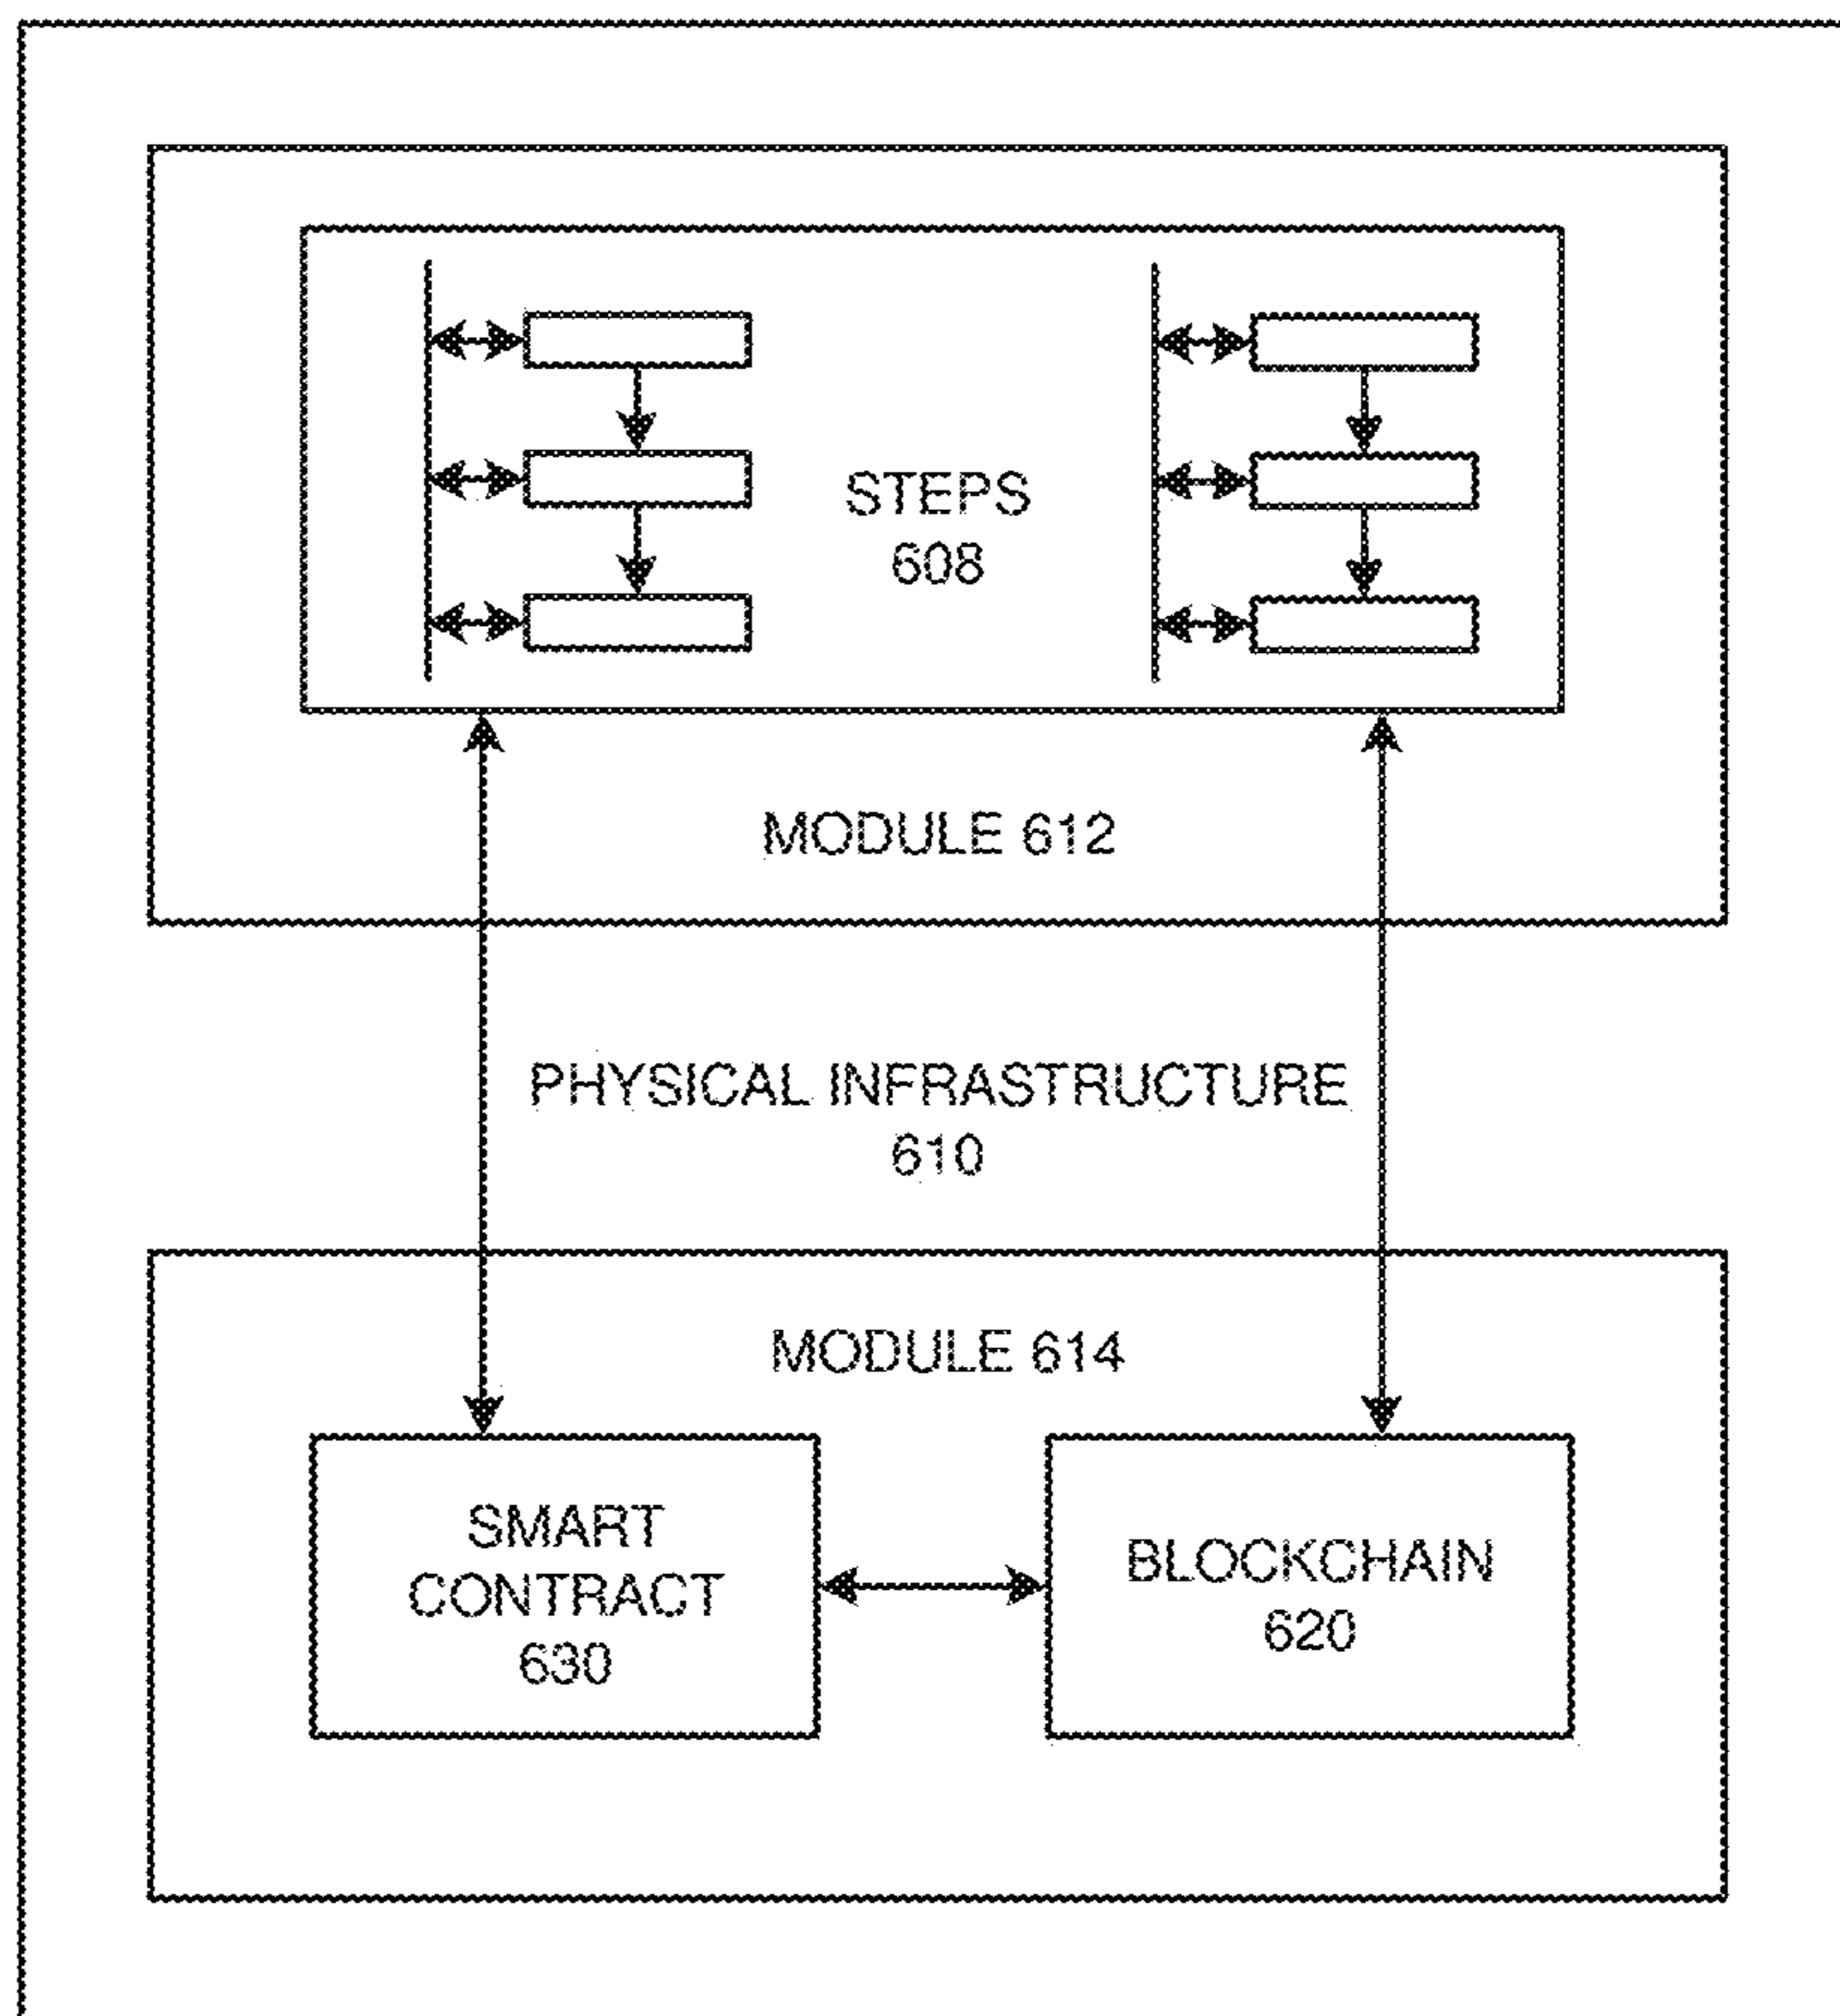 STEPS
608
MODULE 612
PHYSICAL INFRASTRUCTURE
610
MODULE 614
SMART
CONTRACT
630
BLOCKCHAIN
620